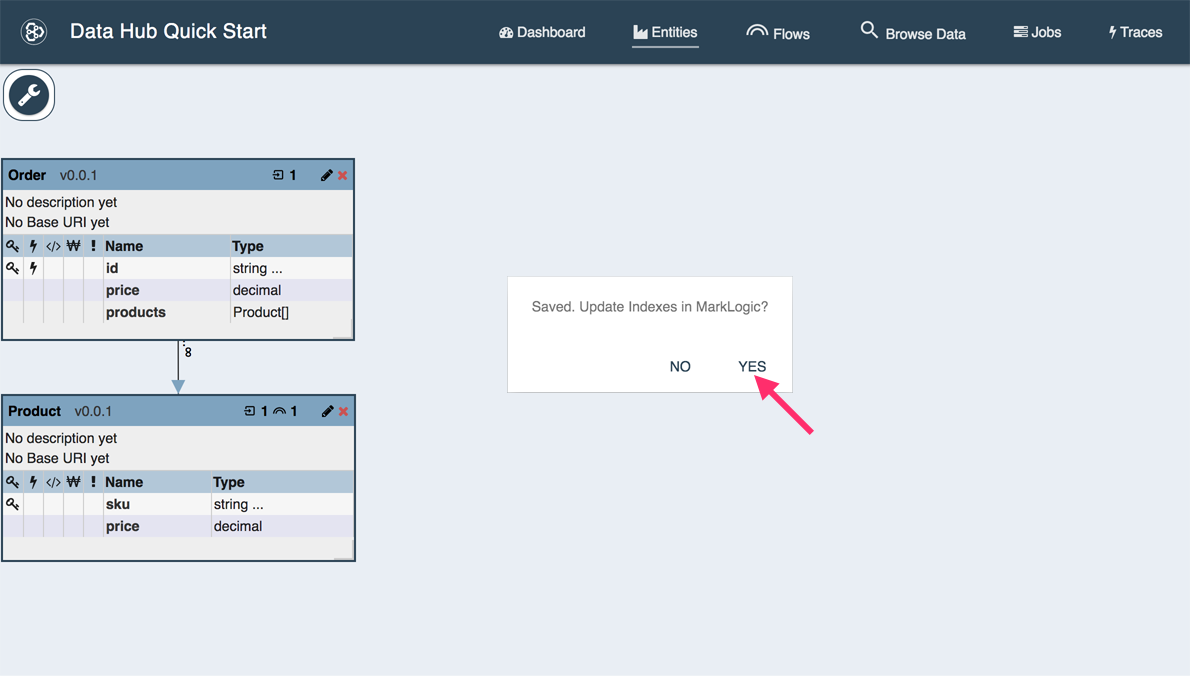 Data Hub Quick Start
Dashboard Entities Flows Browse Data Jobs Traces
Order v0.0.1 1
No description yet
No Base URI yet
</> ₩ ! Name Type
id string ...
price decimal
products Product[]
8
Product v0.0.1 1 1
No description yet
No Base URI yet
</> ₩ ! Name Type
sku string ...
price decimal
Saved. Update Indexes in MarkLogic?
NO YES